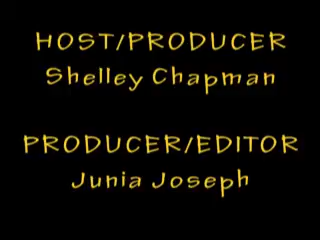 HOST/PRODUCER
Shelley Chapman
PRODUCER/EDITOR
Junia Joseph